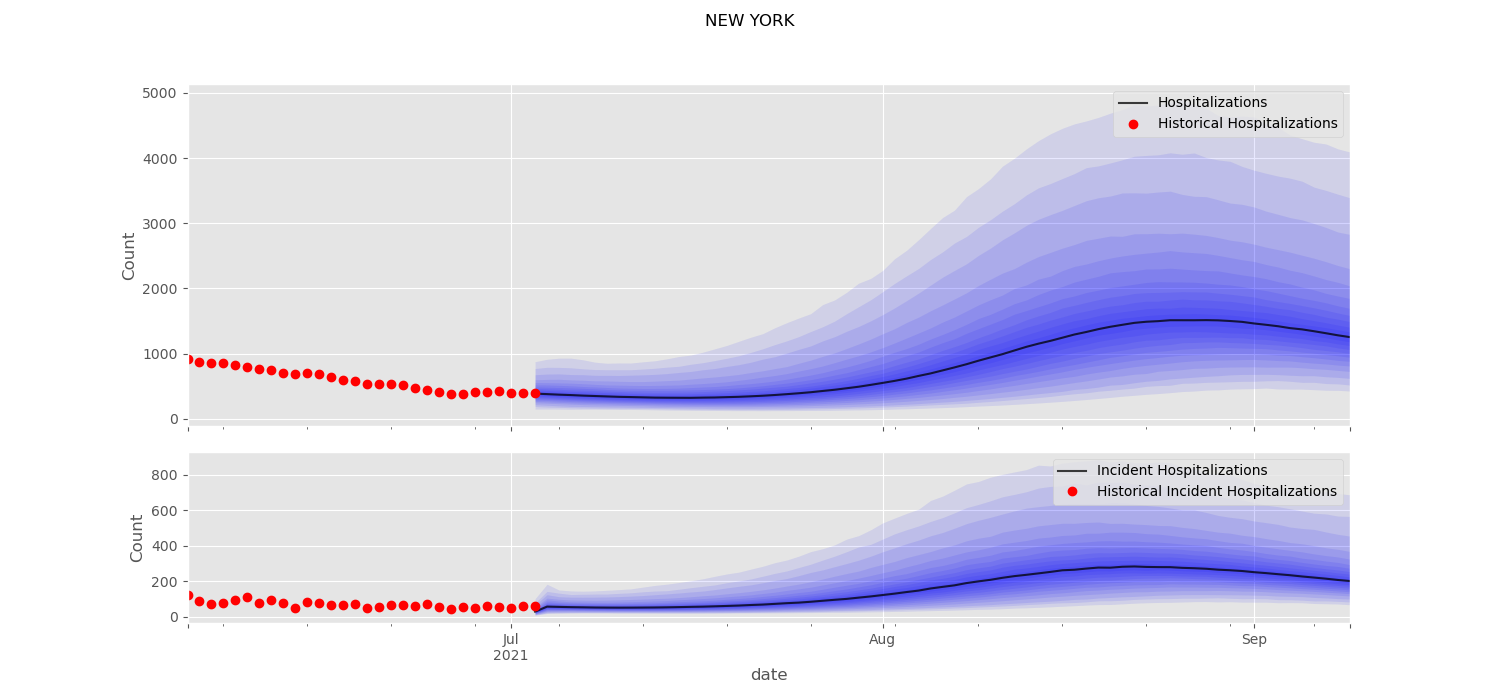 NEW YORK
5000
4000
3000
2000
1000
0
Count
Hospitalizations
Historical Hospitalizations
800
600
400
200
0
Count
Incident Hospitalizations
Historical Incident Hospitalizations
Jul
2021
Aug
Sep
date